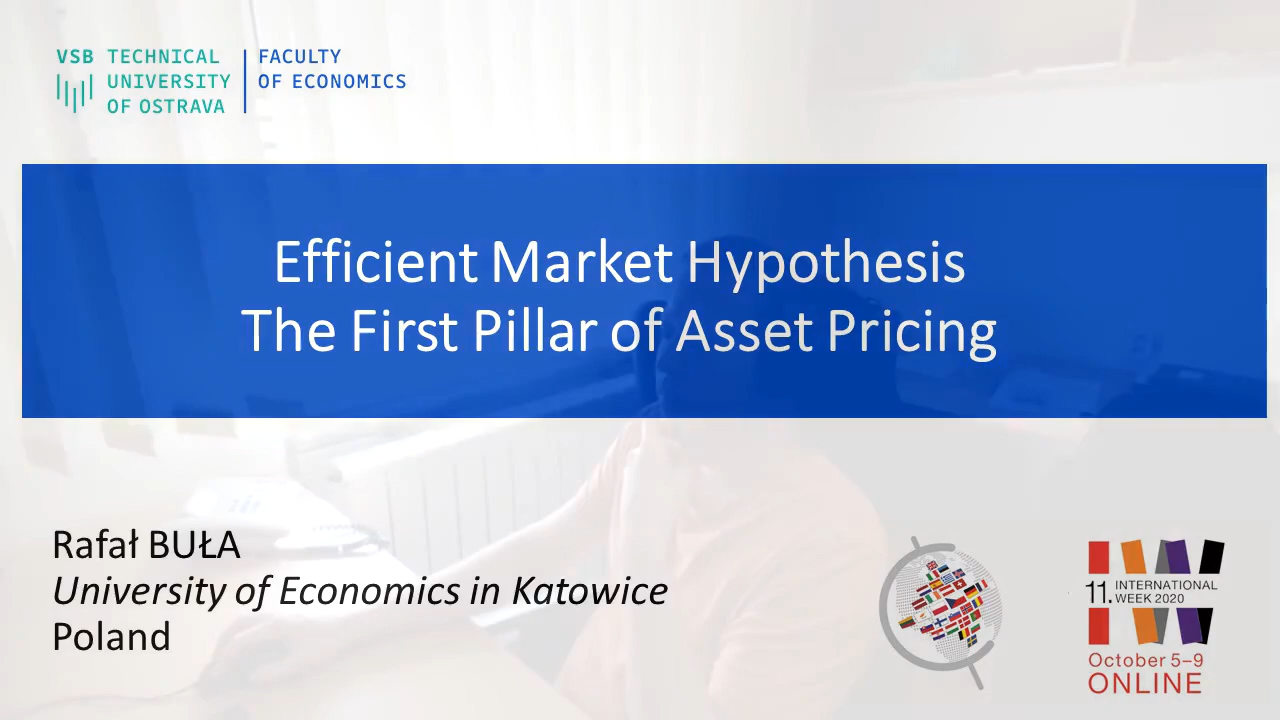 VSB TECHNICAL
UNIVERSITY
OF OSTRAVA
FACULTY
OF ECONOMICS
Efficient Market Hypothesis
The First Pillar of Asset Pricing
Rafał BUŁA
University of Economics in Katowice
Poland
11. INTERNATIONAL
WEEK 2020
October 5–9
ONLINE